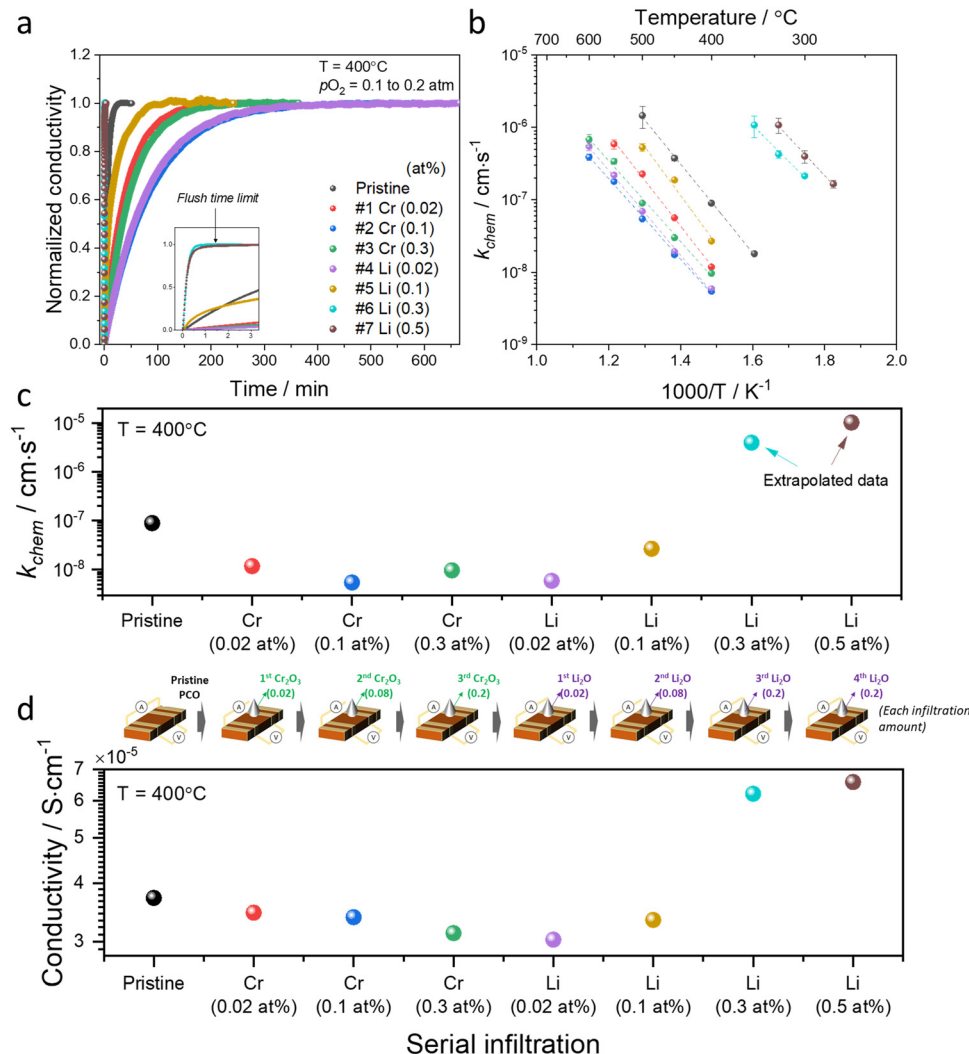 a
T = 400°C
pO₂ = 0.1 to 0.2 atm
1.2
1.0
0.8
0.6
0.4
0.2
0.0
Normalized conductivity
(at%)
Pristine
#1 Cr (0.02)
#2 Cr (0.1)
#3 Cr (0.3)
#4 Li (0.02)
#5 Li (0.1)
#6 Li (0.3)
#7 Li (0.5)
Flush time limit
1.0
0.5
0.0
0 1 2 3
0 100 200 300 400 500 600
Time / min
b
Temperature / °C
700 600 500 400 300
10⁻⁵
10⁻⁶
10⁻⁷
10⁻⁸
10⁻⁹
kchem / cm·s⁻¹
1.0 1.2 1.4 1.6 1.8 2.0
1000/T / K⁻¹
c
T = 400°C
10⁻⁵
10⁻⁶
10⁻⁷
10⁻⁸
kchem / cm·s⁻¹
Extrapolated data
Pristine Cr Cr Cr Li Li Li Li
(0.02 at%) (0.1 at%) (0.3 at%) (0.02 at%) (0.1 at%) (0.3 at%) (0.5 at%)
d
Pristine 1st Cr₂O₃ 2nd Cr₂O₃ 3rd Cr₂O₃ 1st Li₂O 2nd Li₂O 3rd Li₂O 4th Li₂O
PCO (0.02) (0.08) (0.2) (0.02) (0.08) (0.2) (0.2)
A A A A A A A A
V V V V V V V V
(Each infiltration
amount)
×10⁻⁵
7
6
5
4
3
Conductivity / S·cm⁻¹
T = 400°C
Pristine Cr Cr Cr Li Li Li Li
(0.02 at%) (0.1 at%) (0.3 at%) (0.02 at%) (0.1 at%) (0.3 at%) (0.5 at%)
Serial infiltration